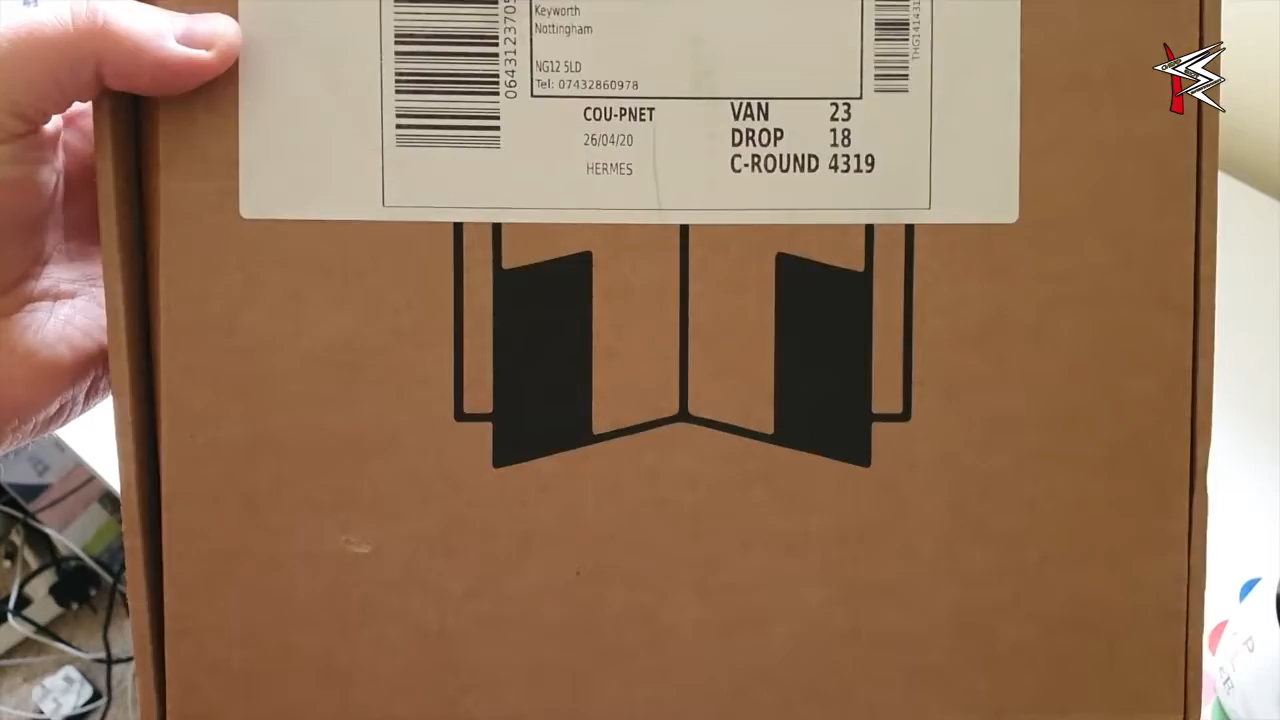 Keyworth
Nottingham
NG12 5LD
Tel: 07432860978
COU-PNET
26/04/20
HERMES
VAN 23
DROP 18
C-ROUND 4319